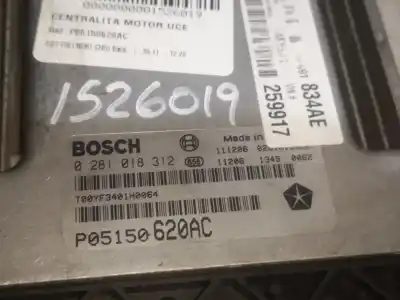 0000000001526019
CENTRALITA MOTOR UCE
P05150620AC
1526019
834AE
259917
BOSCH
Made in
0 281 018 312
111206
11206 1349 0062
T00YF3401H0064
P05150620AC